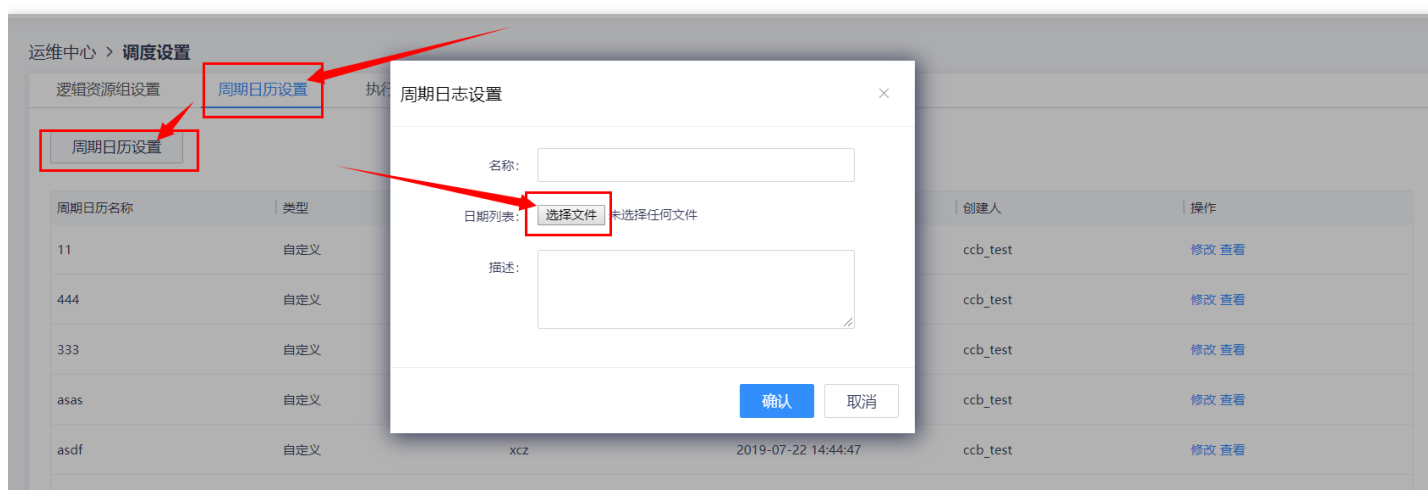 运维中心 > 调度设置
逻辑资源组设置 周期日历设置 执行
周期日志设置
周期日历设置
名称:
日期列表: 选择文件 未选择任何文件
描述:
确认 取消
周期日历名称 类型 创建人 操作
11 自定义 ccb_test 修改 查看
444 自定义 ccb_test 修改 查看
333 自定义 ccb_test 修改 查看
asas 自定义 ccb_test 修改 查看
asdf 自定义 xcz 2019-07-22 14:44:47 ccb_test 修改 查看